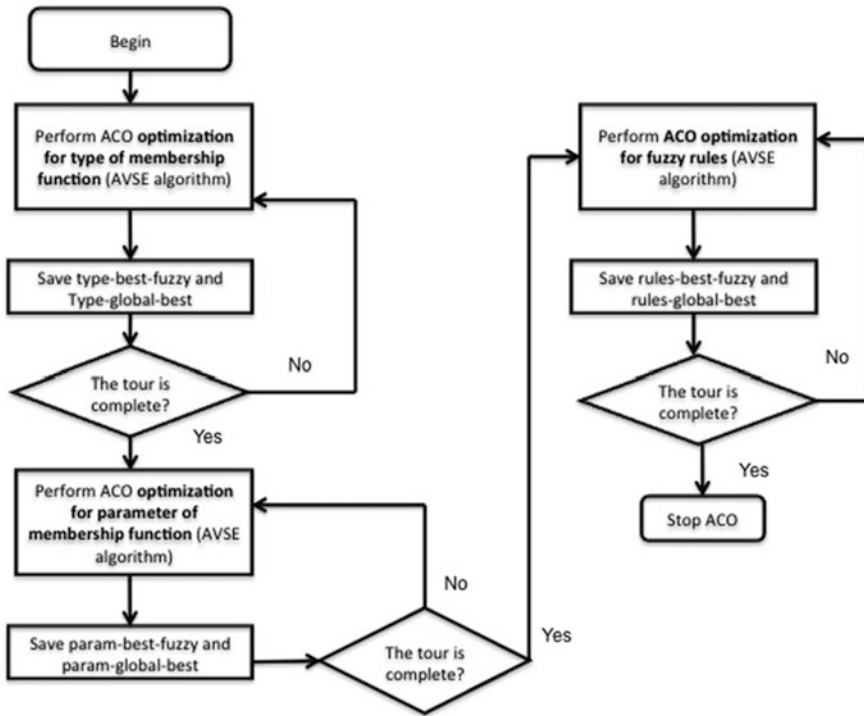 Begin
Perform ACO optimization
for type of membership
function (AVSE algorithm)
Save type-best-fuzzy and
Type-global-best
The tour is
complete?
No
Yes
Perform ACO optimization
for parameter of
membership function (AVSE
algorithm)
Save param-best-fuzzy and
param-global-best
The tour is
complete?
No
Yes
Perform ACO optimization
for fuzzy rules (AVSE
algorithm)
Save rules-best-fuzzy and
rules-global-best
The tour is
complete?
No
Yes
Stop ACO